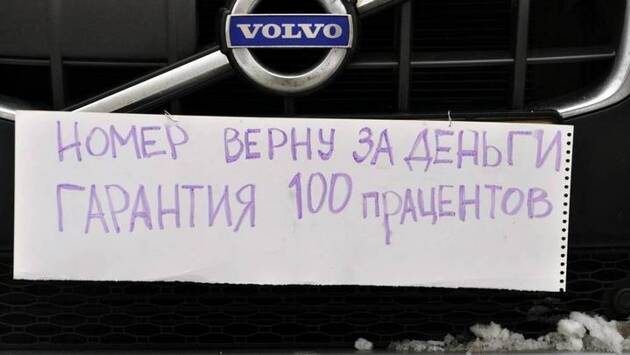 VOLVO
НОМЕР ВЕРНУ ЗА ДЕНЬГИ
ГАРАНТИЯ 100 ПРАЦЕНТОВ